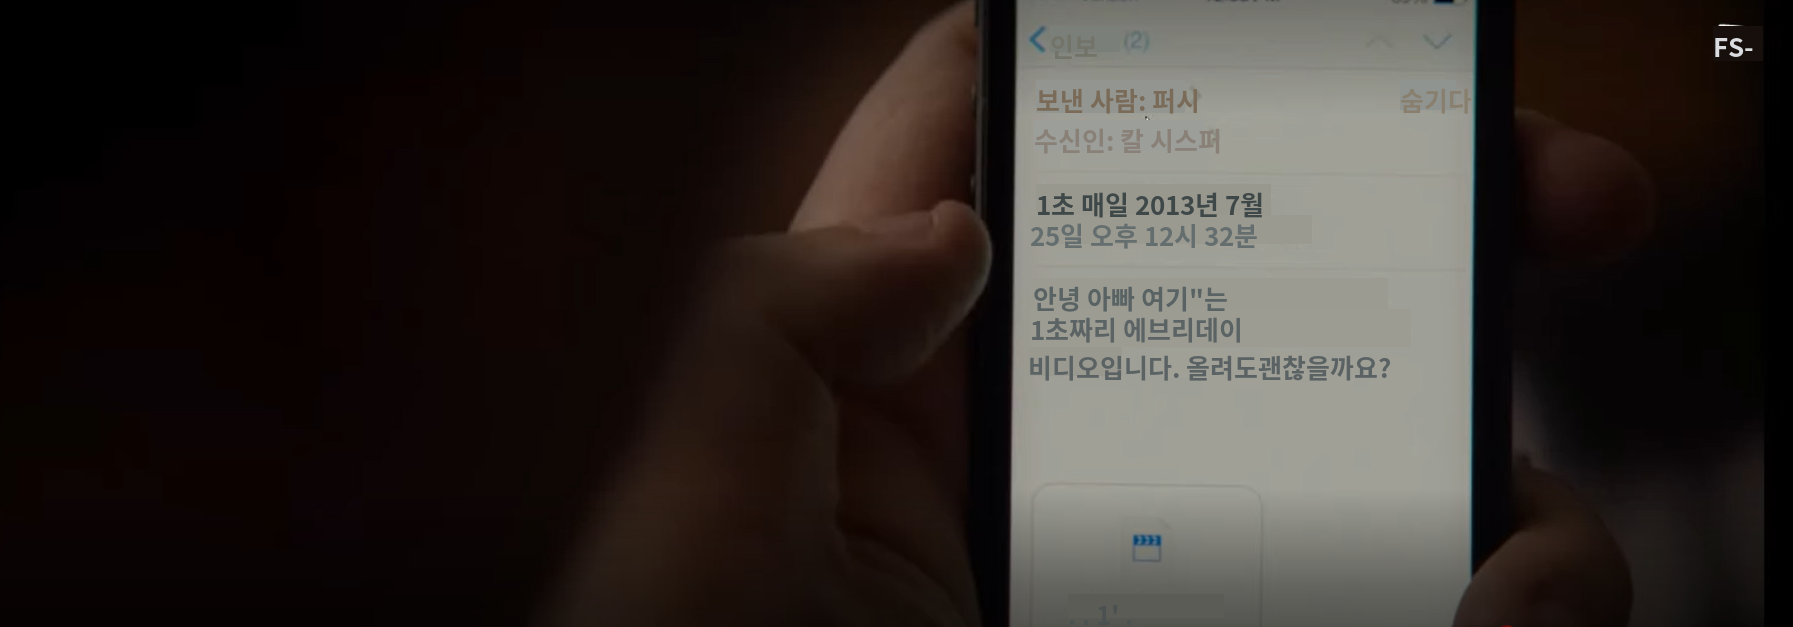 인보 (2)
FS-
보낸 사람: 퍼시 숨기다
수신인: 칼 시스퍼
1초 매일 2013년 7월
25일 오후 12시 32분
안녕 아빠 여기"는
1초짜리 에브리데이
비디오입니다. 올려도괜찮을까요?